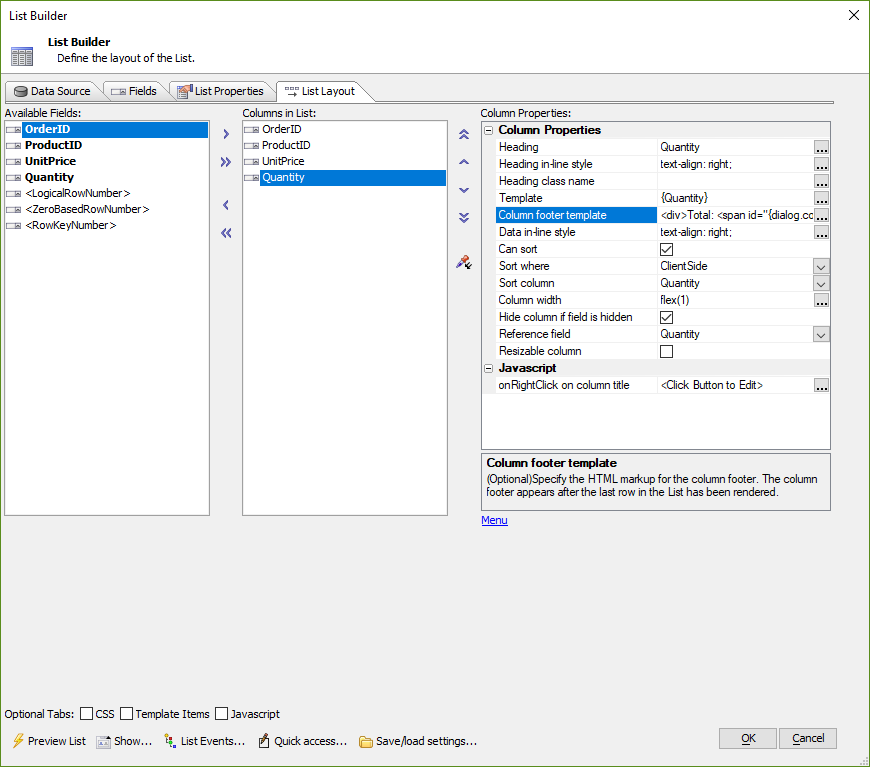 List Builder
List Builder
Define the layout of the List.
Data Source
Fields
List Properties
List Layout
Available Fields:
OrderID
ProductID
UnitPrice
Quantity
<LogicalRowNumber>
<ZeroBasedRowNumber>
<RowKeyNumber>
Columns in List:
OrderID
ProductID
UnitPrice
Quantity
Column Properties:
Column Properties
Heading Quantity ...
Heading in-line style text-align: right; ...
Heading class name ...
Template {Quantity} ...
Column footer template <div>Total: <span id="{dialog.cc ...
Data in-line style text-align: right; ...
Can sort
Sort where ClientSide
Sort column Quantity
Column width flex(1) ...
Hide column if field is hidden
Reference field Quantity
Resizable column
Javascript
onRightClick on column title <Click Button to Edit> ...
Column footer template
(Optional)Specify the HTML markup for the column footer. The column
footer appears after the last row in the List has been rendered.
Menu
Optional Tabs: CSS Template Items Javascript
Preview List Show... List Events... Quick access... Save/load settings...
OK Cancel